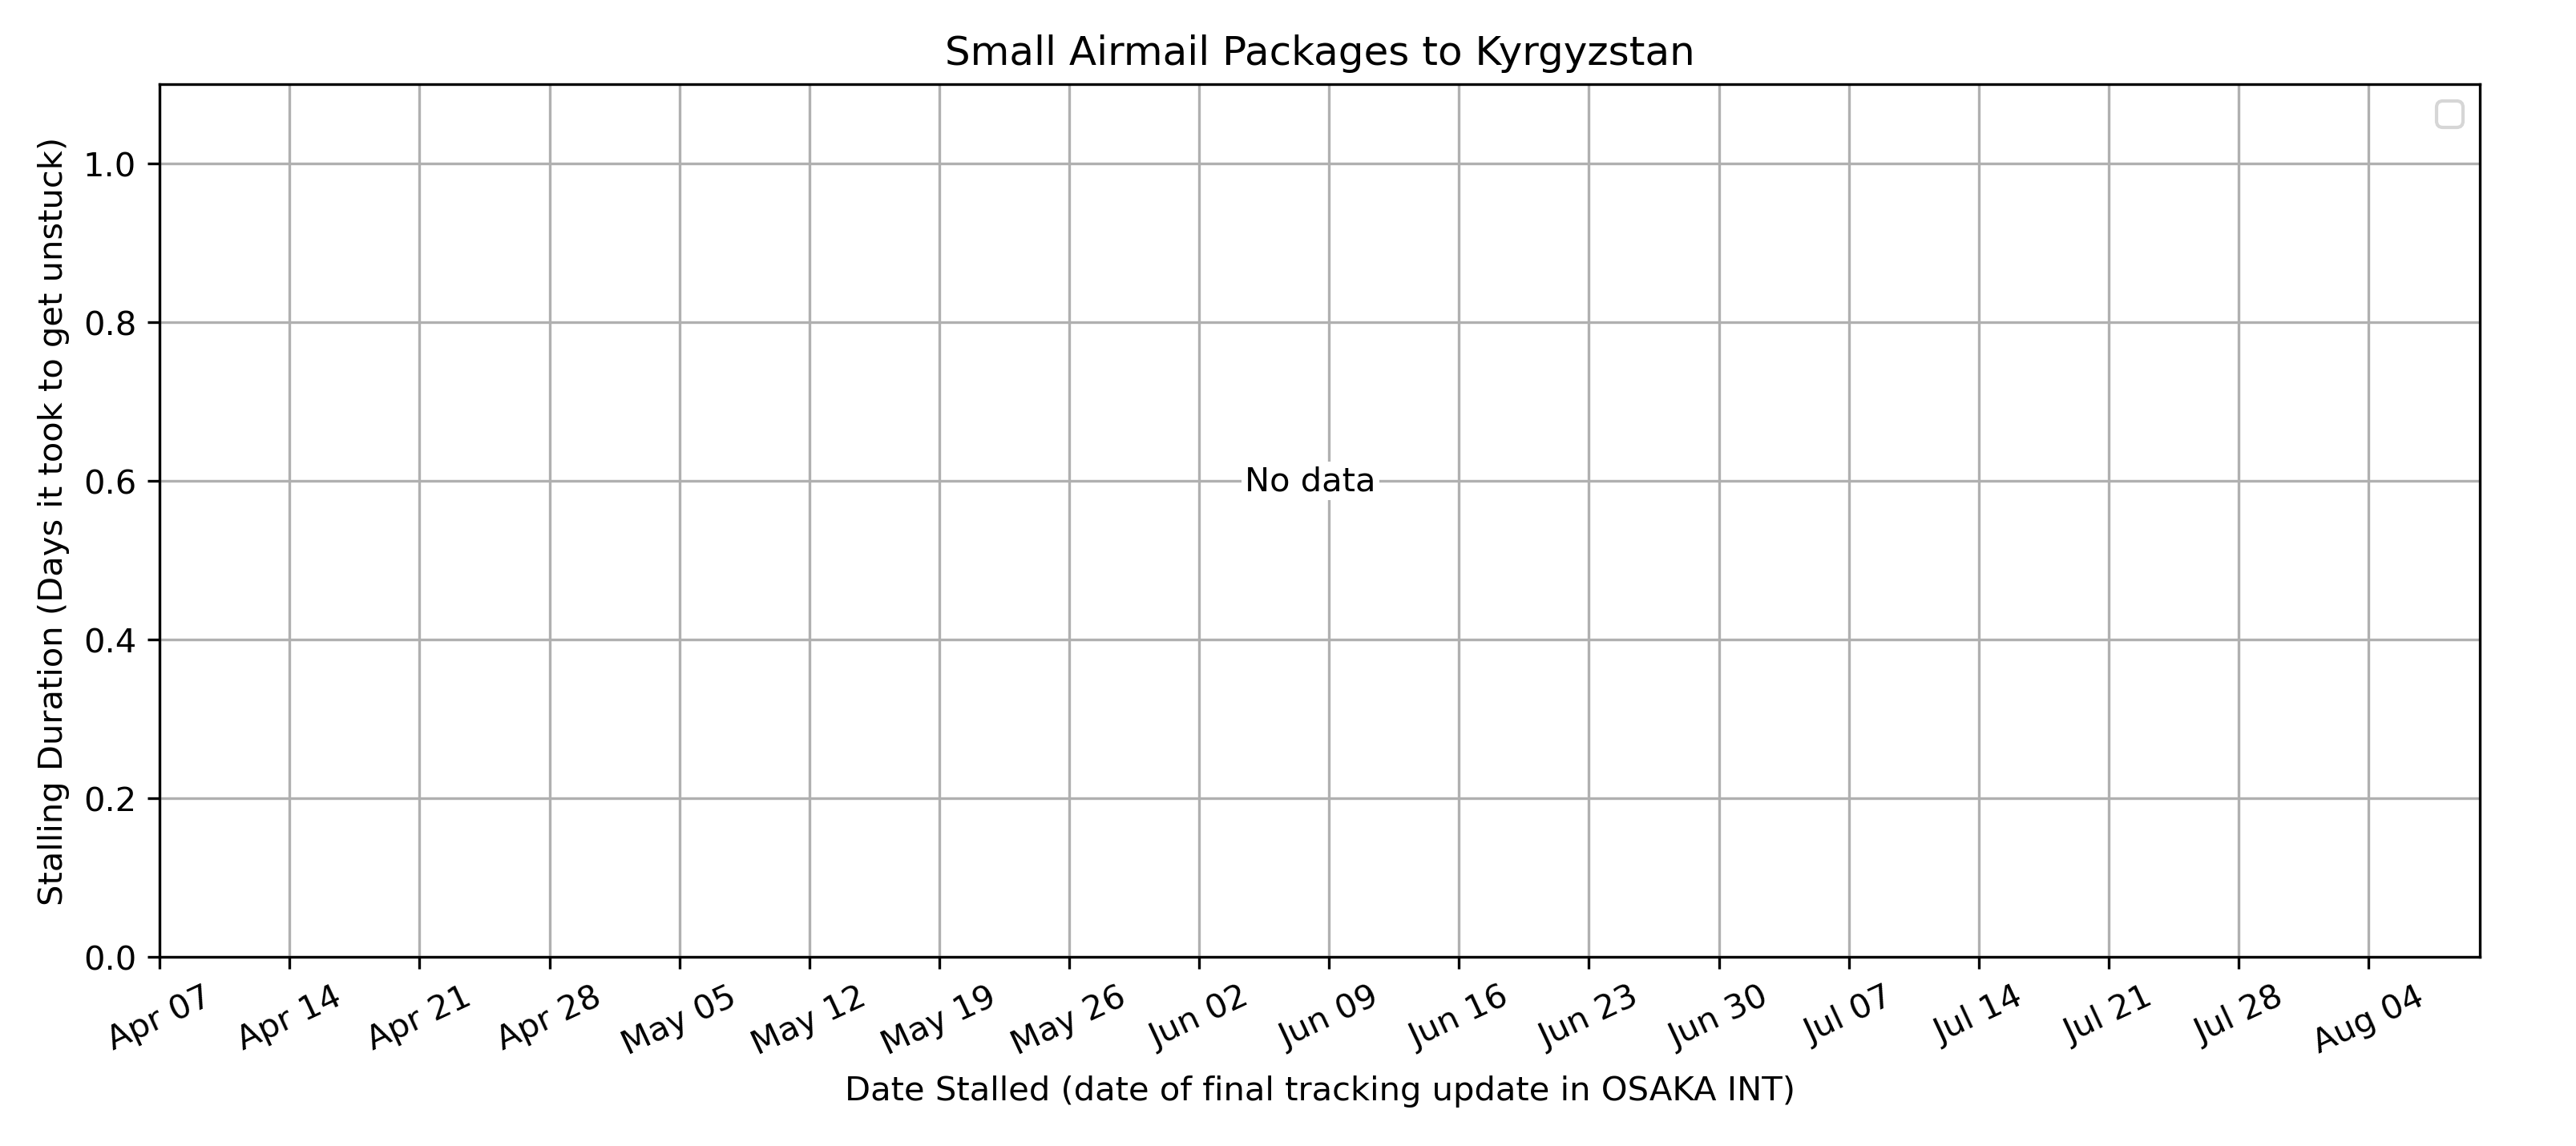 Small Airmail Packages to Kyrgyzstan
Stalling Duration (Days it took to get unstuck)
1.0
0.8
0.6
0.4
0.2
0.0
No data
Apr 07
Apr 14
Apr 21
Apr 28
May 05
May 12
May 19
May 26
Jun 02
Jun 09
Jun 16
Jun 23
Jun 30
Jul 07
Jul 14
Jul 21
Jul 28
Aug 04
Date Stalled (date of final tracking update in OSAKA INT)